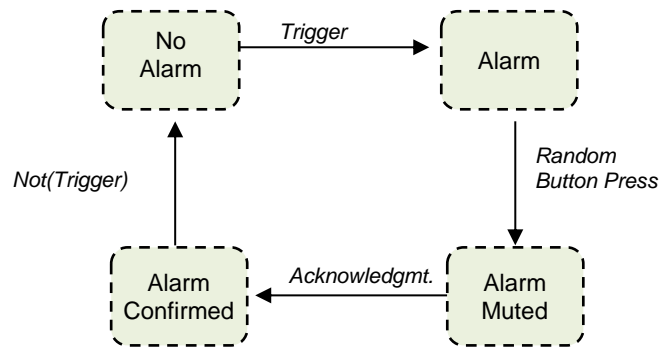 No
Alarm
Trigger
Alarm
Not(Trigger)
Random
Button Press
Alarm
Confirmed
Acknowledgmt.
Alarm
Muted